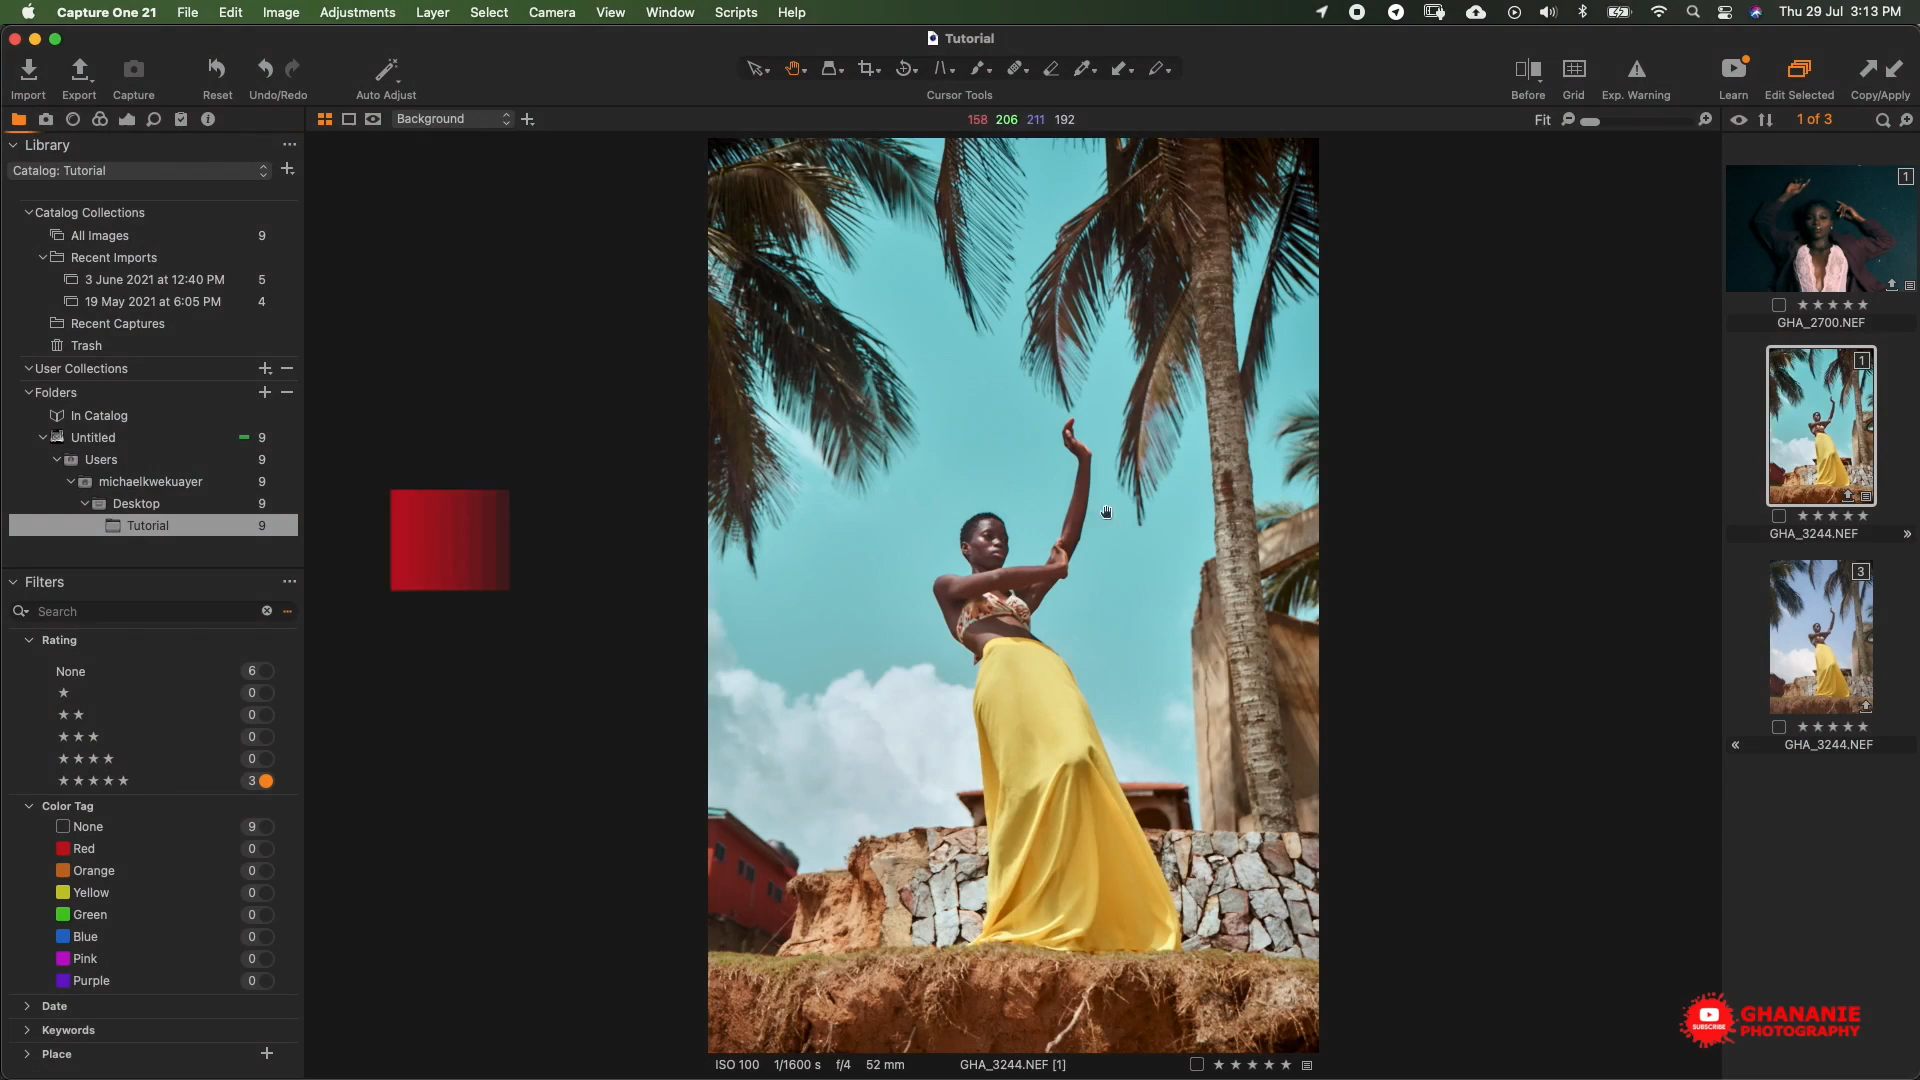 Capture One 21 File Edit Image Adjustments Layer Select Camera View Window Scripts Help Thu 29 Jul 3:13 PM
Tutorial
Import Export Capture Reset Undo/Redo Auto Adjust Cursor Tools Before Grid Exp. Warning Learn Edit Selected Copy/Apply
Background 158 206 211 192 Fit 1 of 3
Library
Catalog: Tutorial
Catalog Collections
All Images 9
Recent Imports
3 June 2021 at 12:40 PM 5
19 May 2021 at 6:05 PM 4
Recent Captures
Trash
User Collections
Folders
In Catalog
Untitled 9
Users 9
michaelkwekuayer 9
Desktop 9
Tutorial 9
Filters
Search
Rating
None 6
★ 0
★★ 0
★★★ 0
★★★★ 0
★★★★★ 3
Color Tag
None 9
Red 0
Orange 0
Yellow 0
Green 0
Blue 0
Pink 0
Purple 0
Date
Keywords
Place
ISO 100 1/1600 s f/4 52 mm GHA_3244.NEF [1]
1
GHA_2700.NEF
1
GHA_3244.NEF
3
GHA_3244.NEF
SUBSCRIBE
GHANANIE
PHOTOGRAPHY